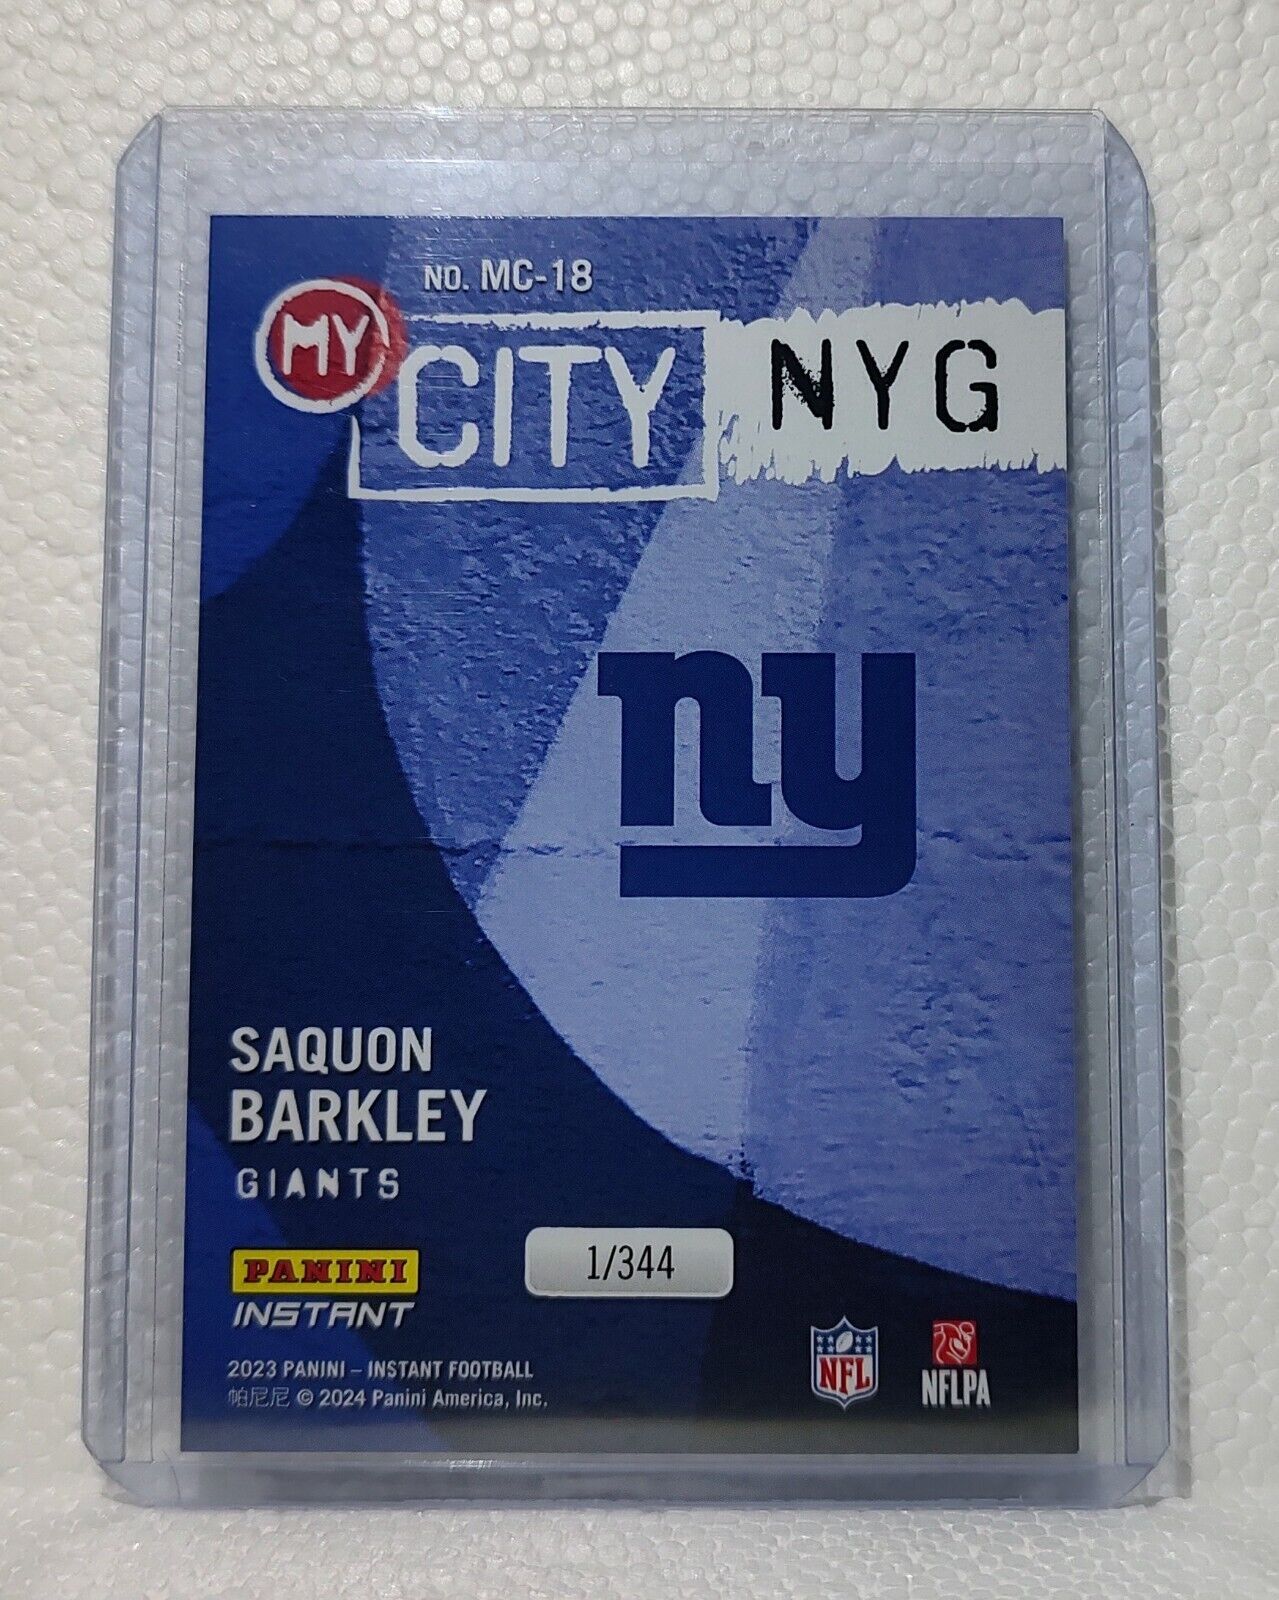 NO. MC-18
MY CITY NYG
ny
SAQUON
BARKLEY
GIANTS
PANINI
INSTANT
1/344
2023 PANINI – INSTANT FOOTBALL
帕尼尼 © 2024 Panini America, Inc.
NFL
NFLPA